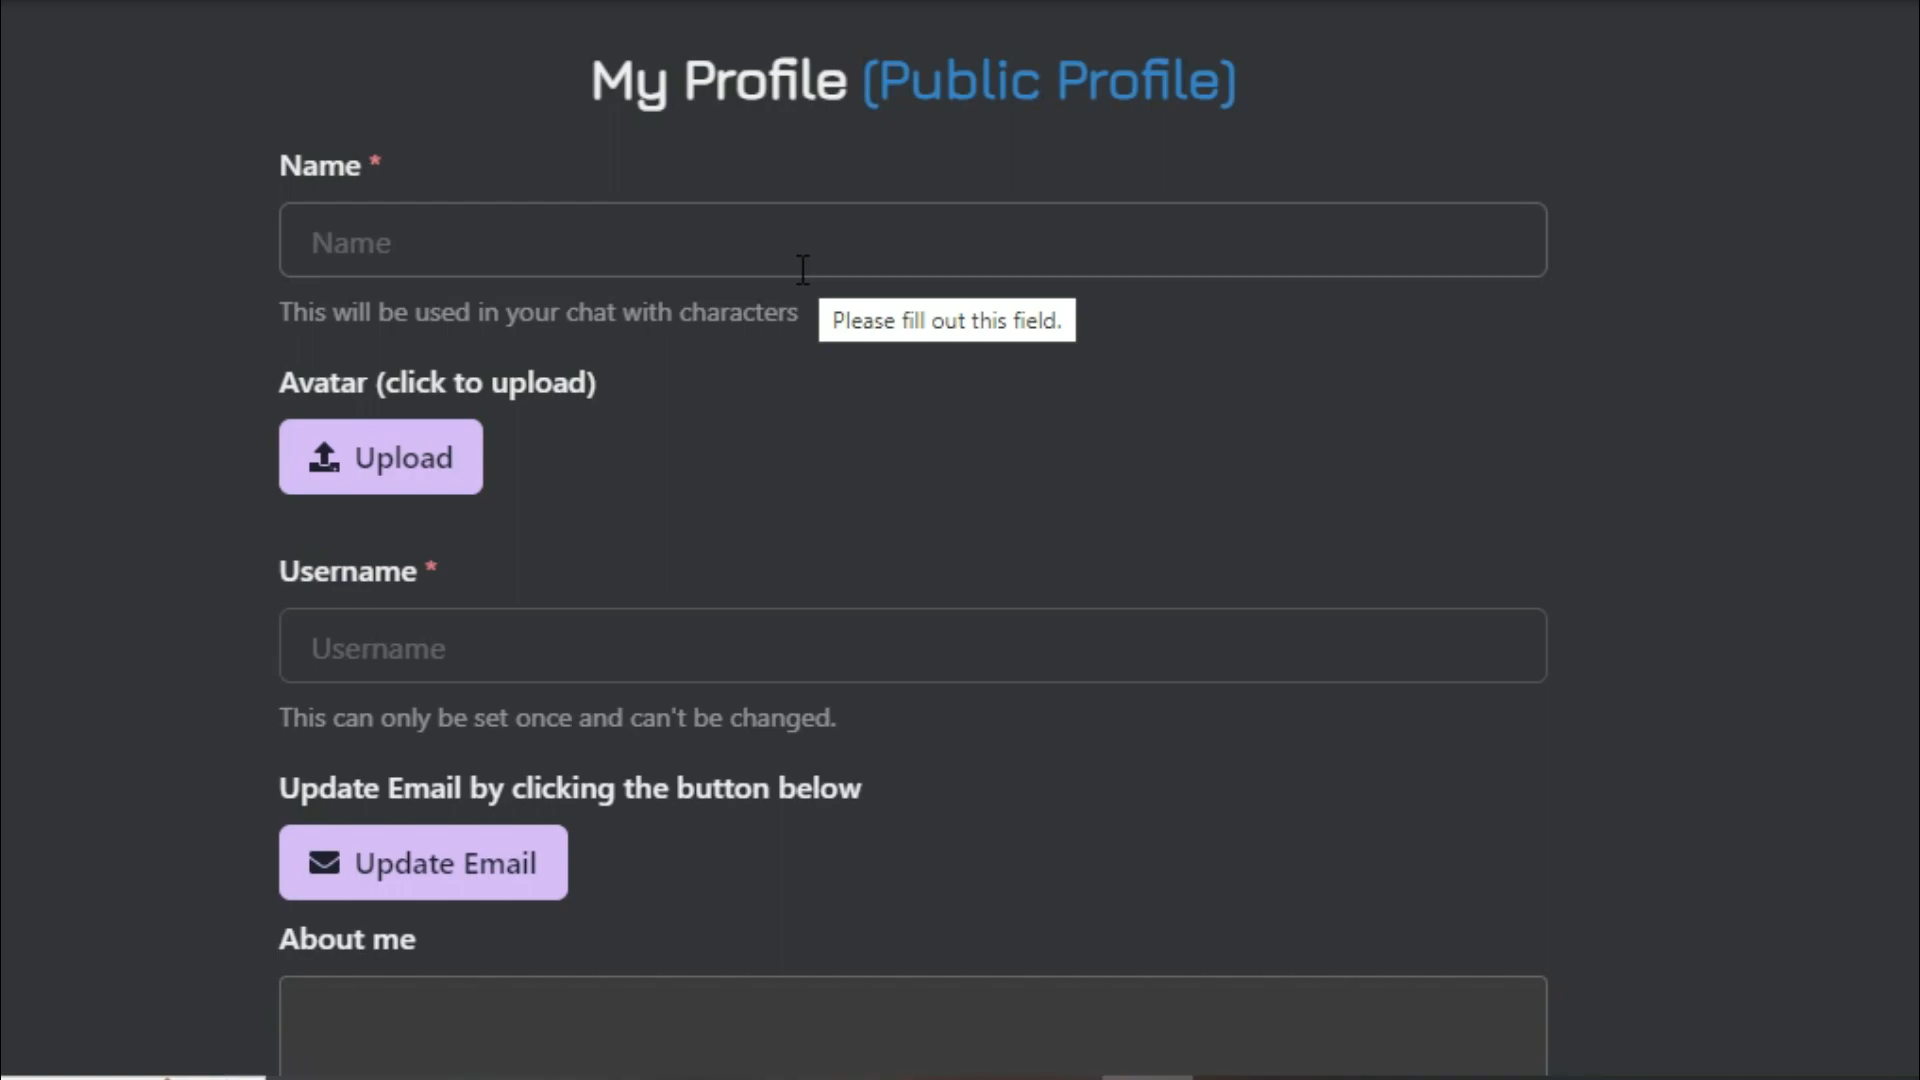 My Profile (Public Profile)
Name *
Name
This will be used in your chat with characters
Please fill out this field.
Avatar (click to upload)
Upload
Username *
Username
This can only be set once and can't be changed.
Update Email by clicking the button below
Update Email
About me